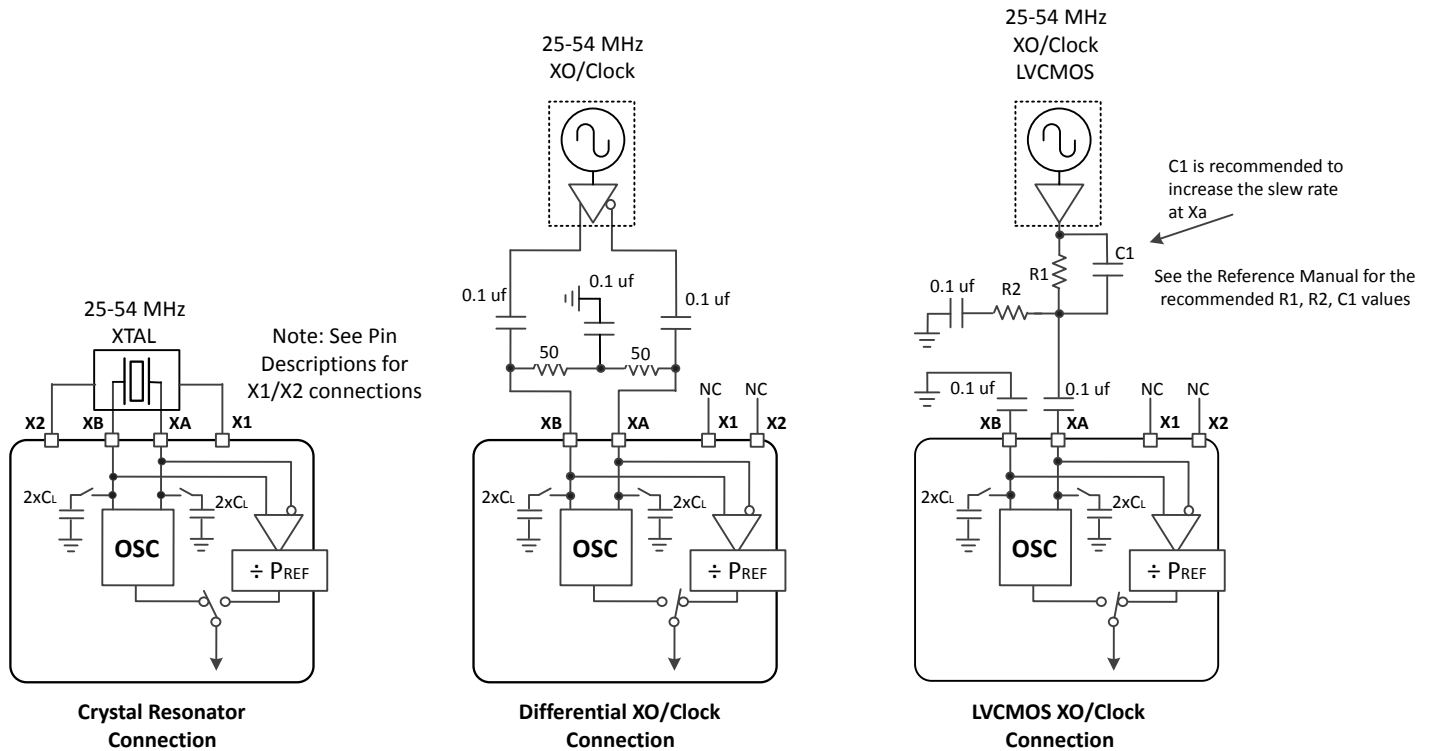 25-54 MHz
XTAL
Note: See Pin
Descriptions for
X1/X2 connections
X2
XB
XA
X1
2xCL
2xCL
OSC
÷ PREF
Crystal Resonator
Connection
25-54 MHz
XO/Clock
0.1 uf
0.1 uf
0.1 uf
50
50
NC
NC
XB
XA
X1
X2
2xCL
2xCL
OSC
÷ PREF
Differential XO/Clock
Connection
25-54 MHz
XO/Clock
LVCMOS
C1 is recommended to
increase the slew rate
at Xa
C1
R1
See the Reference Manual for the
recommended R1, R2, C1 values
0.1 uf
R2
0.1 uf
0.1 uf
NC
NC
XB
XA
X1
X2
2xCL
2xCL
OSC
÷ PREF
LVCMOS XO/Clock
Connection